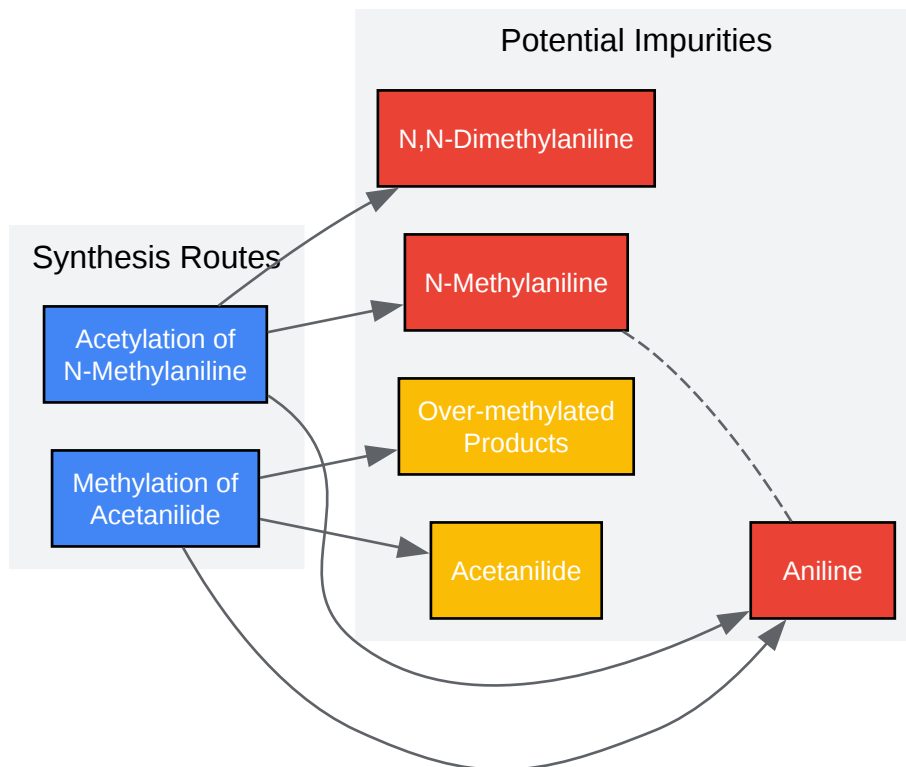 Potential Impurities
N,N-Dimethylaniline
Synthesis Routes
N-Methylaniline
Acetylation of
N-Methylaniline
Over-methylated
Products
Methylation of
Acetanilide
Acetanilide
Aniline